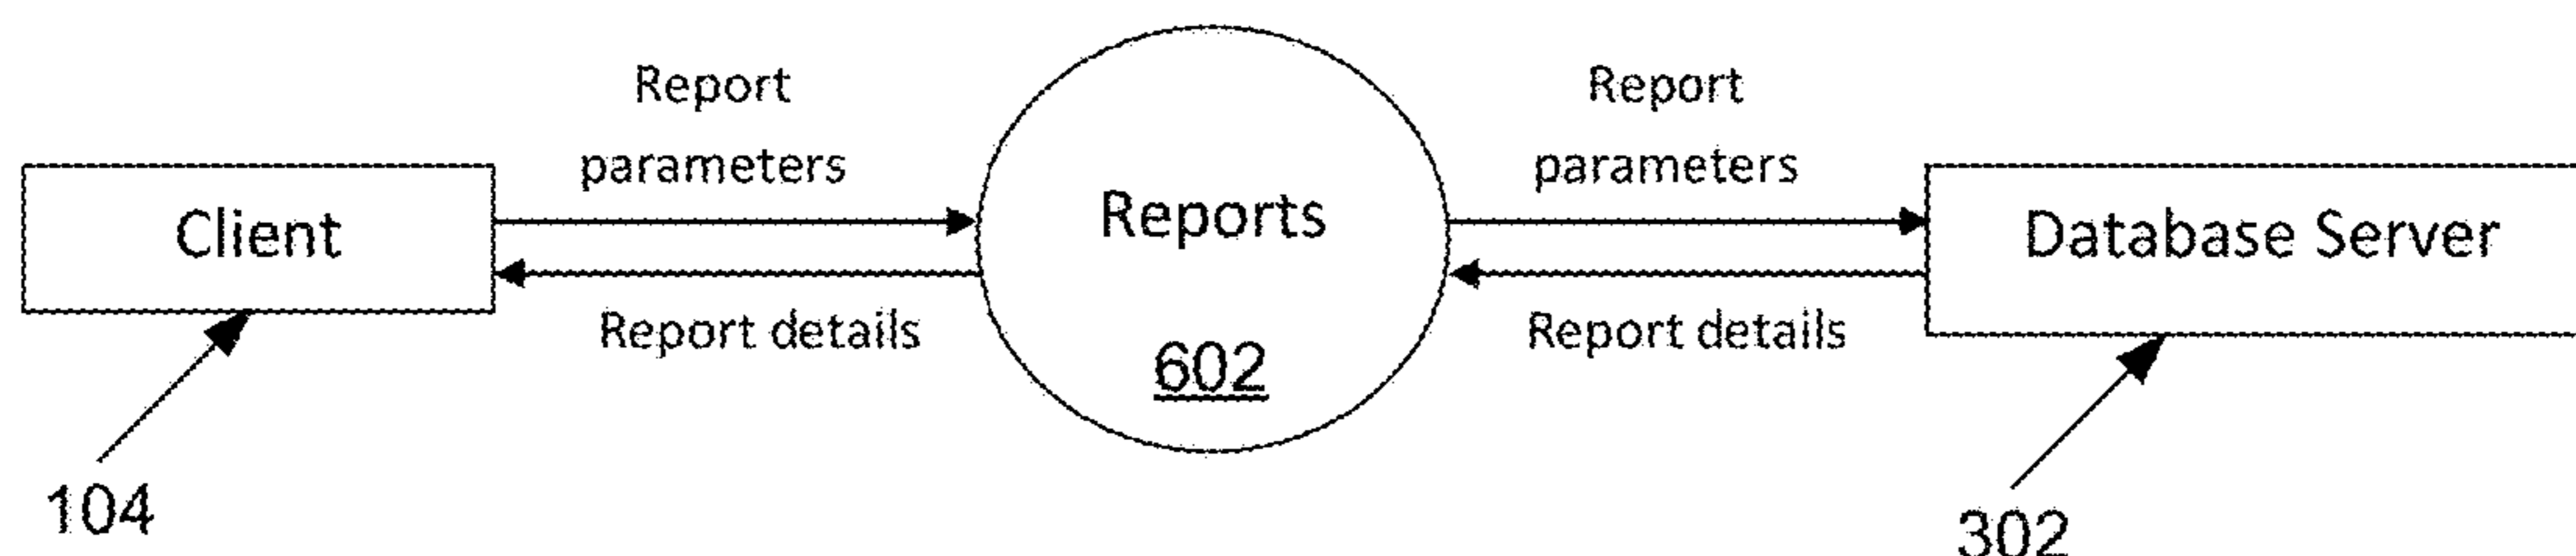 Report
parameters
Report
parameters
Client
Reports
Database Server
Report details
Report details
602
104
302